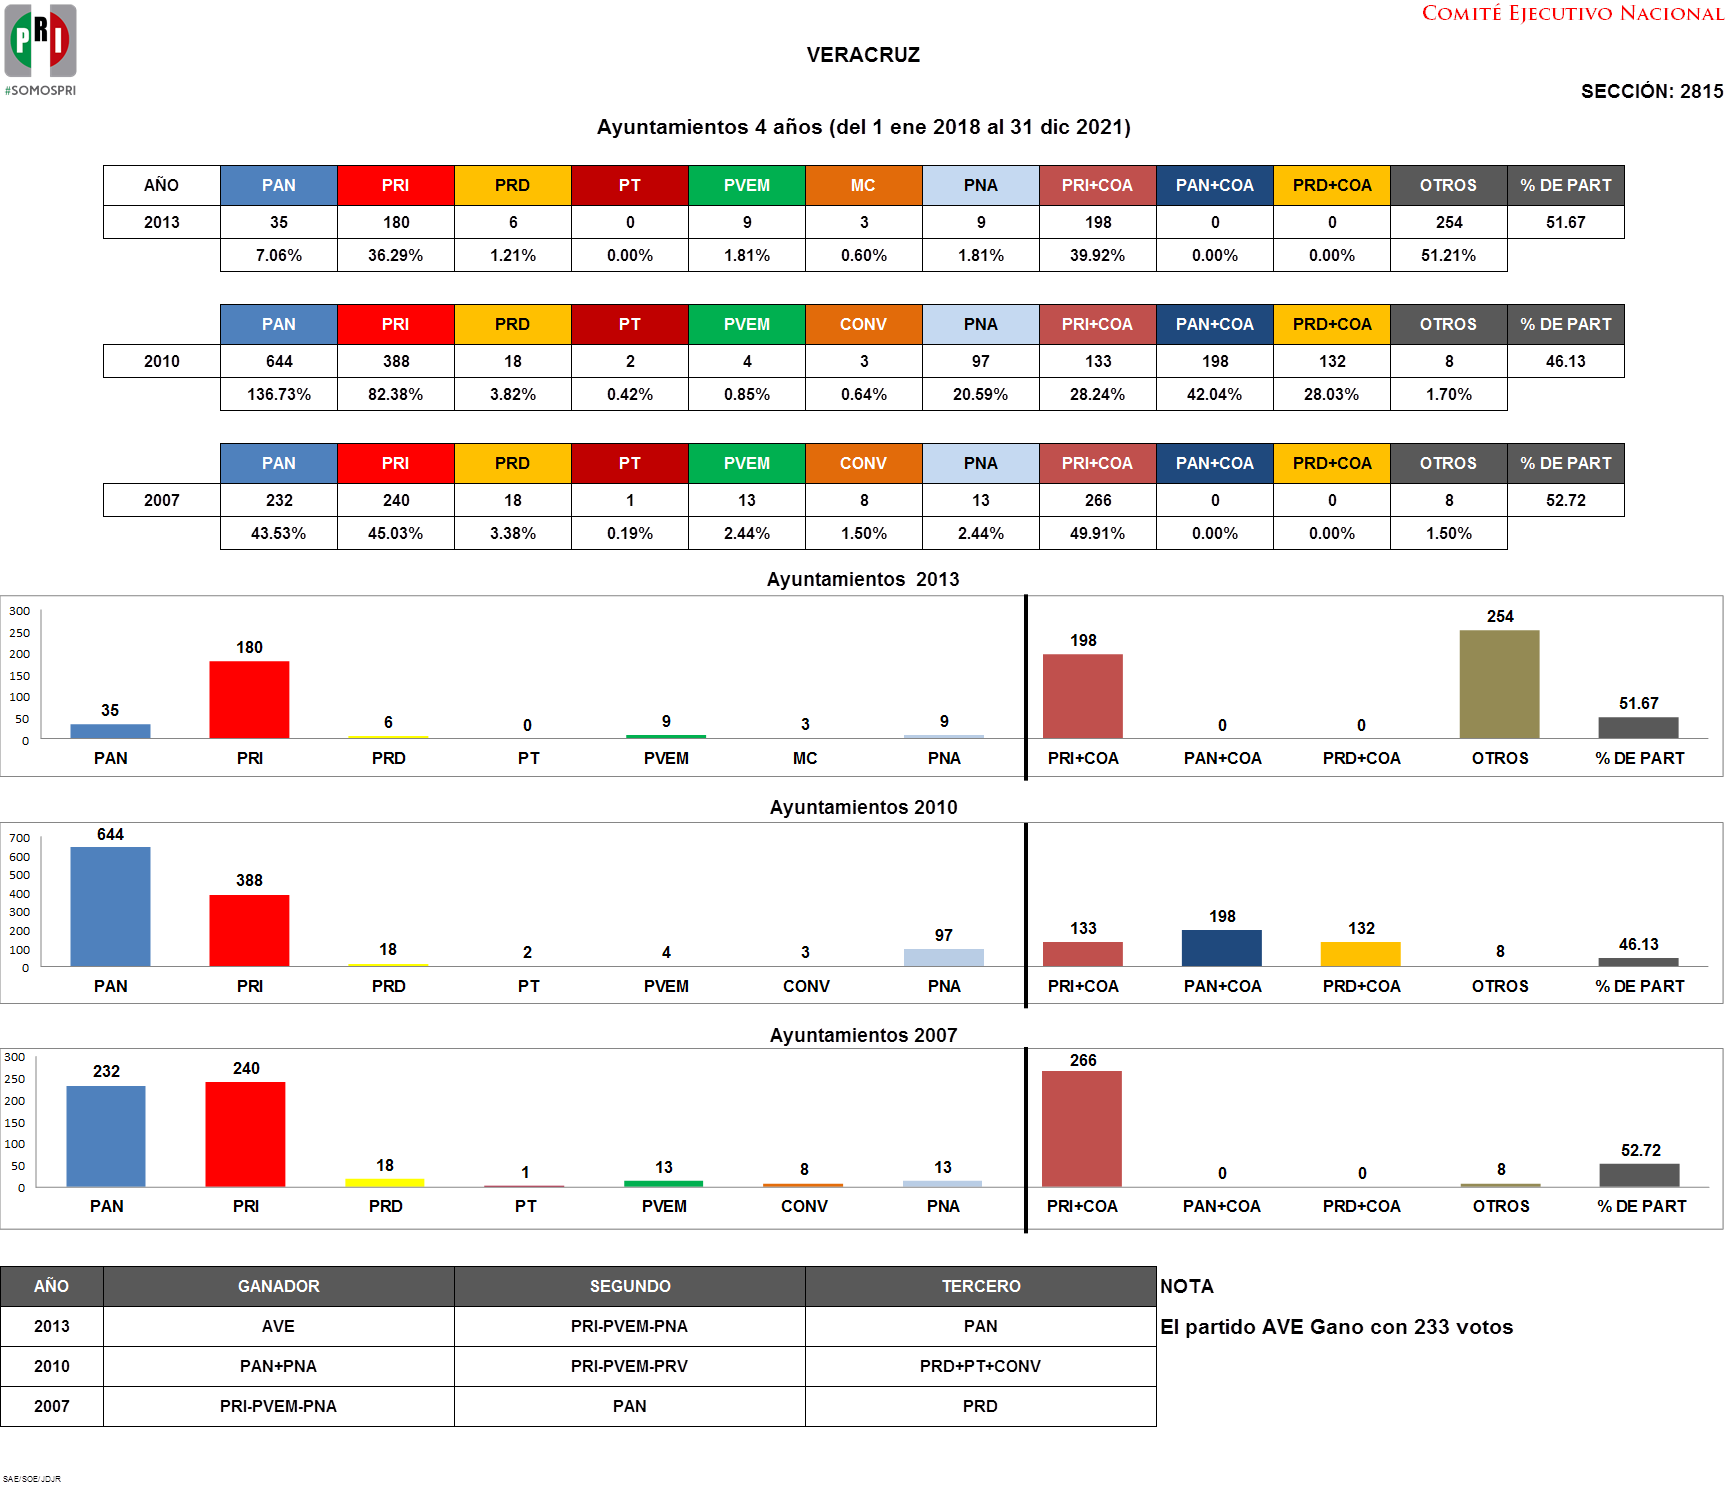 PRI
#SOMOSPRI
COMITÉ EJECUTIVO NACIONAL
VERACRUZ
SECCIÓN: 2815
Ayuntamientos 4 años (del 1 ene 2018 al 31 dic 2021)
AÑO PAN PRI PRD PT PVEM MC PNA PRI+COA PAN+COA PRD+COA OTROS % DE PART
2013 35 180 6 0 9 3 9 198 0 0 254 51.67
7.06% 36.29% 1.21% 0.00% 1.81% 0.60% 1.81% 39.92% 0.00% 0.00% 51.21%
PAN PRI PRD PT PVEM CONV PNA PRI+COA PAN+COA PRD+COA OTROS % DE PART
2010 644 388 18 2 4 3 97 133 198 132 8 46.13
136.73% 82.38% 3.82% 0.42% 0.85% 0.64% 20.59% 28.24% 42.04% 28.03% 1.70%
PAN PRI PRD PT PVEM CONV PNA PRI+COA PAN+COA PRD+COA OTROS % DE PART
2007 232 240 18 1 13 8 13 266 0 0 8 52.72
43.53% 45.03% 3.38% 0.19% 2.44% 1.50% 2.44% 49.91% 0.00% 0.00% 1.50%
Ayuntamientos 2013
300
250
200
150
100
50
0
35 180 6 0 9 3 9 198 0 0 254 51.67
PAN PRI PRD PT PVEM MC PNA PRI+COA PAN+COA PRD+COA OTROS % DE PART
Ayuntamientos 2010
700
600
500
400
300
200
100
0
644 388 18 2 4 3 97 133 198 132 8 46.13
PAN PRI PRD PT PVEM CONV PNA PRI+COA PAN+COA PRD+COA OTROS % DE PART
Ayuntamientos 2007
300
250
200
150
100
50
0
232 240 18 1 13 8 13 266 0 0 8 52.72
PAN PRI PRD PT PVEM CONV PNA PRI+COA PAN+COA PRD+COA OTROS % DE PART
AÑO GANADOR SEGUNDO TERCERO NOTA
2013 AVE PRI-PVEM-PNA PAN El partido AVE Gano con 233 votos
2010 PAN+PNA PRI-PVEM-PRV PRD+PT+CONV
2007 PRI-PVEM-PNA PAN PRD
SAE/SOE/JDJR